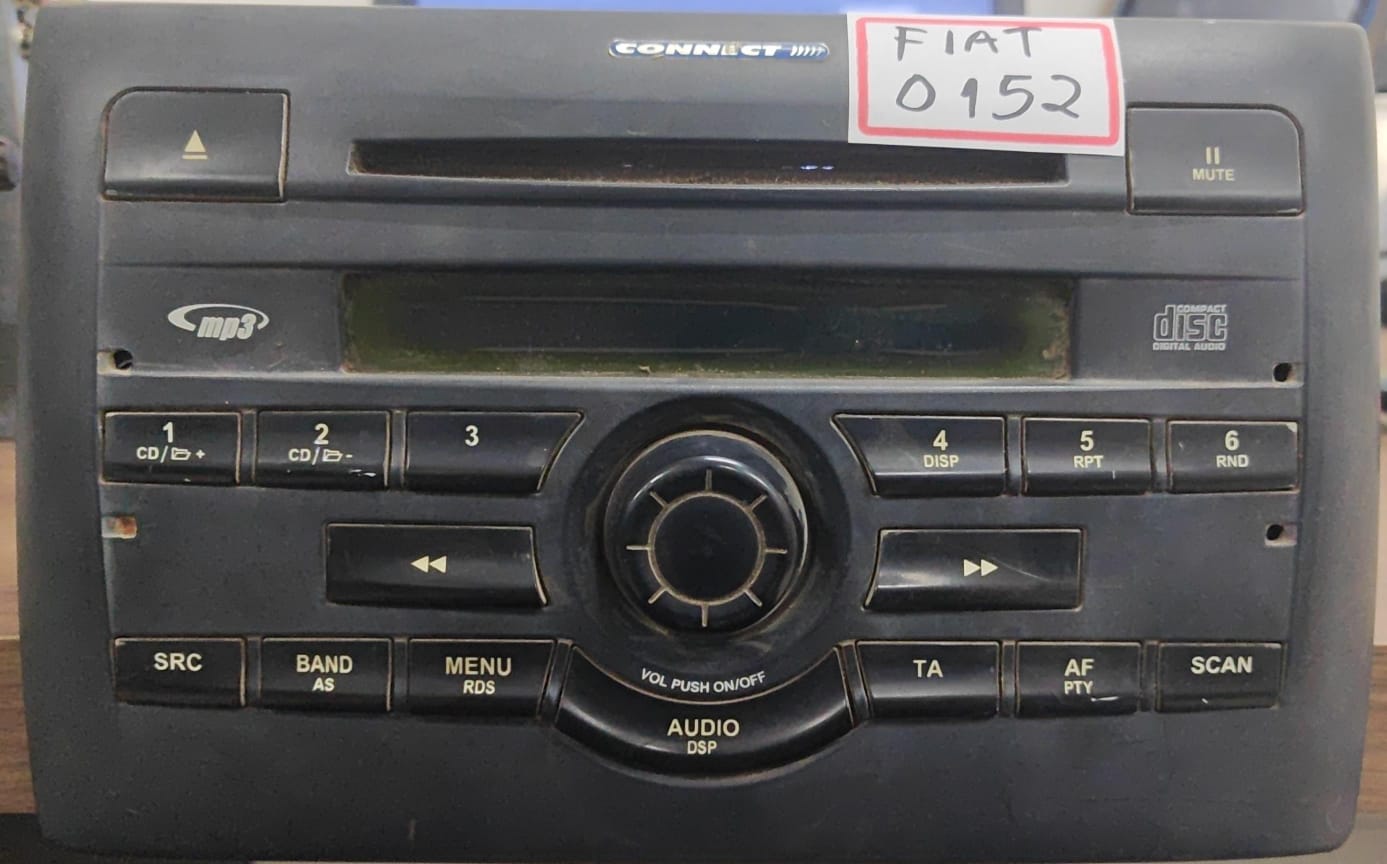 CONNECT
FIAT
0152
MUTE
mp3
COMPACT
disc
DIGITAL AUDIO
1
CD/ +
2
CD/ -
3
4
DISP
5
RPT
6
RND
SRC
BAND
AS
MENU
RDS
VOL PUSH ON/OFF
AUDIO
DSP
TA
AF
PTY
SCAN